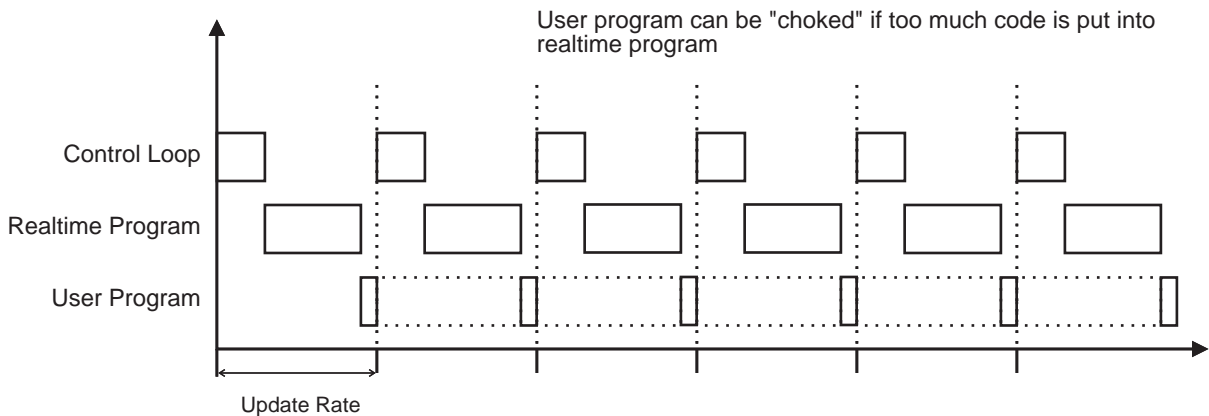 User program can be "choked" if too much code is put into
realtime program
Control Loop
Realtime Program
User Program
Update Rate